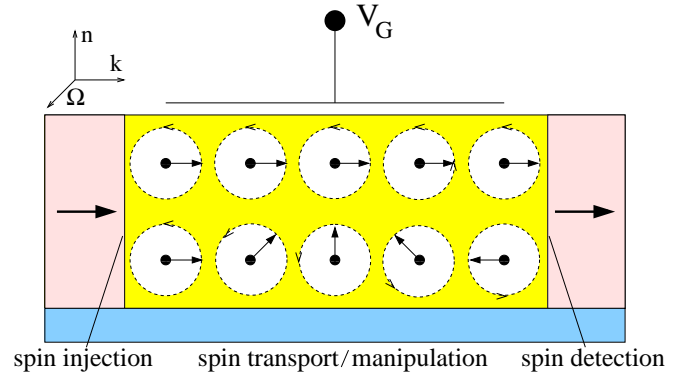 V_G
n
k
Ω
spin injection
spin transport/manipulation
spin detection